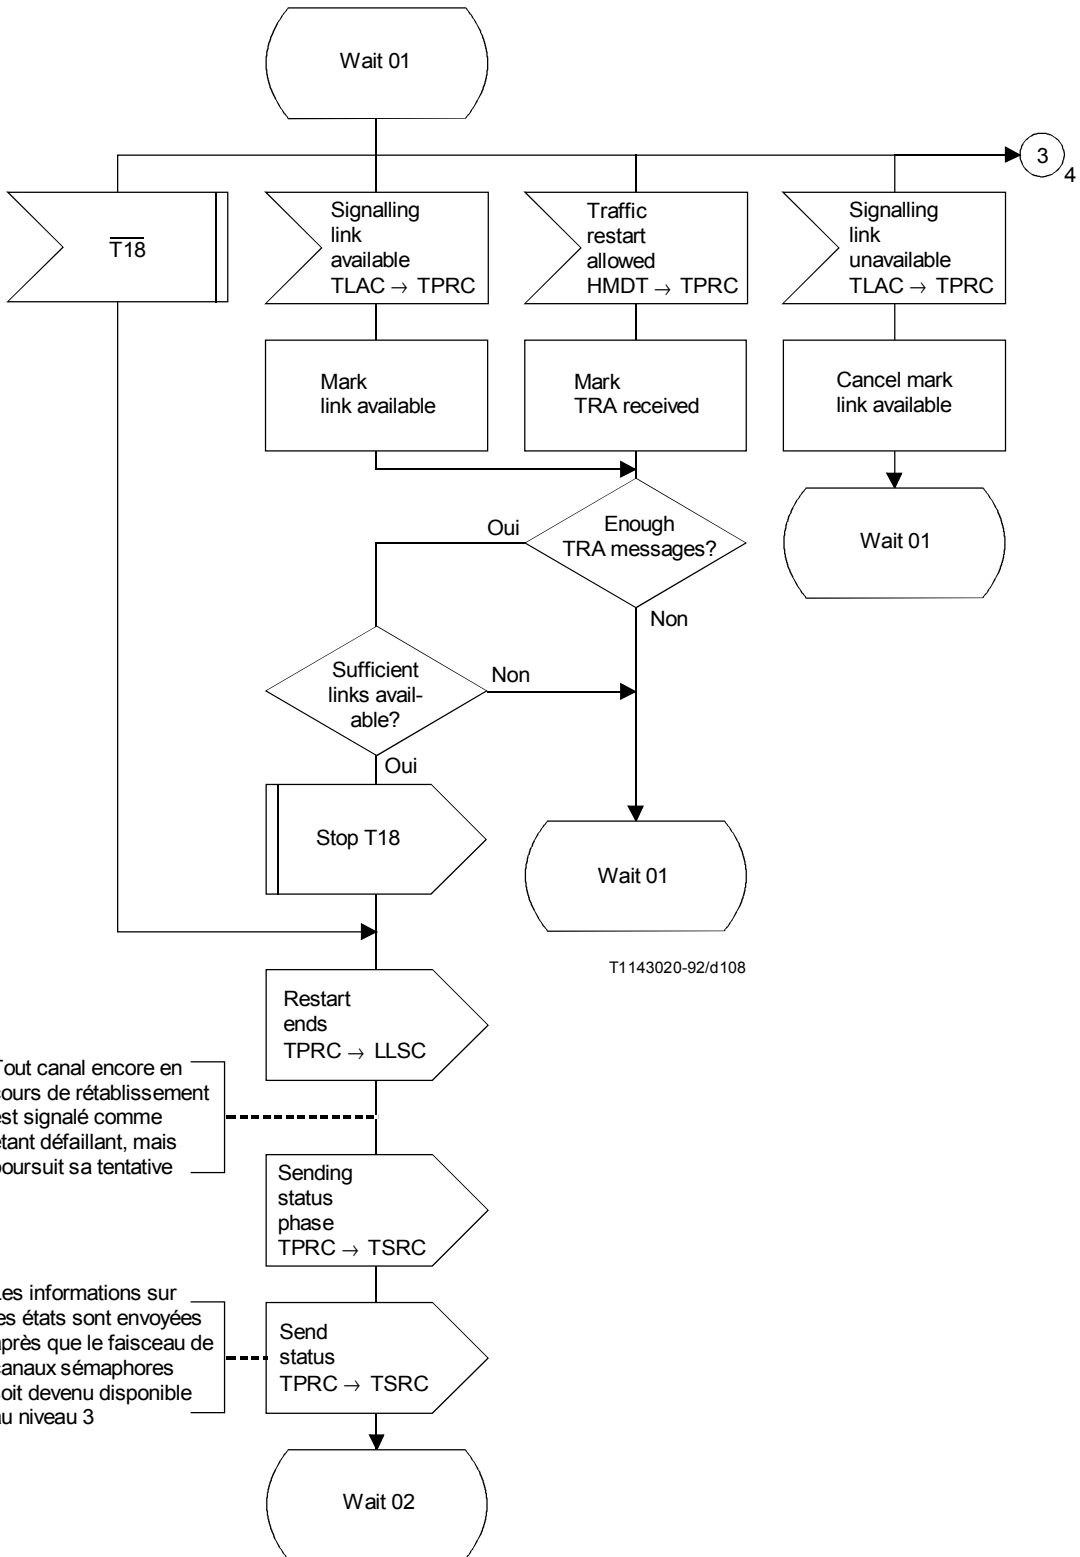 Wait 01
3
4
T18
Signalling
link
available
TLAC → TPRC
Traffic
restart
allowed
HMDT → TPRC
Signalling
link
unavailable
TLAC → TPRC
Mark
link available
Mark
TRA received
Cancel mark
link available
Oui
Enough
TRA messages?
Wait 01
Non
Sufficient
links avail-
able?
Non
Oui
Stop T18
Wait 01
T1143020-92/d108
Restart
ends
TPRC → LLSC
Tout canal encore en
cours de rétablissement
est signalé comme
étant défaillant, mais
poursuit sa tentative
Sending
status
phase
TPRC → TSRC
Les informations sur
les états sont envoyées
après que le faisceau de
canaux sémaphores
soit devenu disponible
au niveau 3
Send
status
TPRC → TSRC
Wait 02